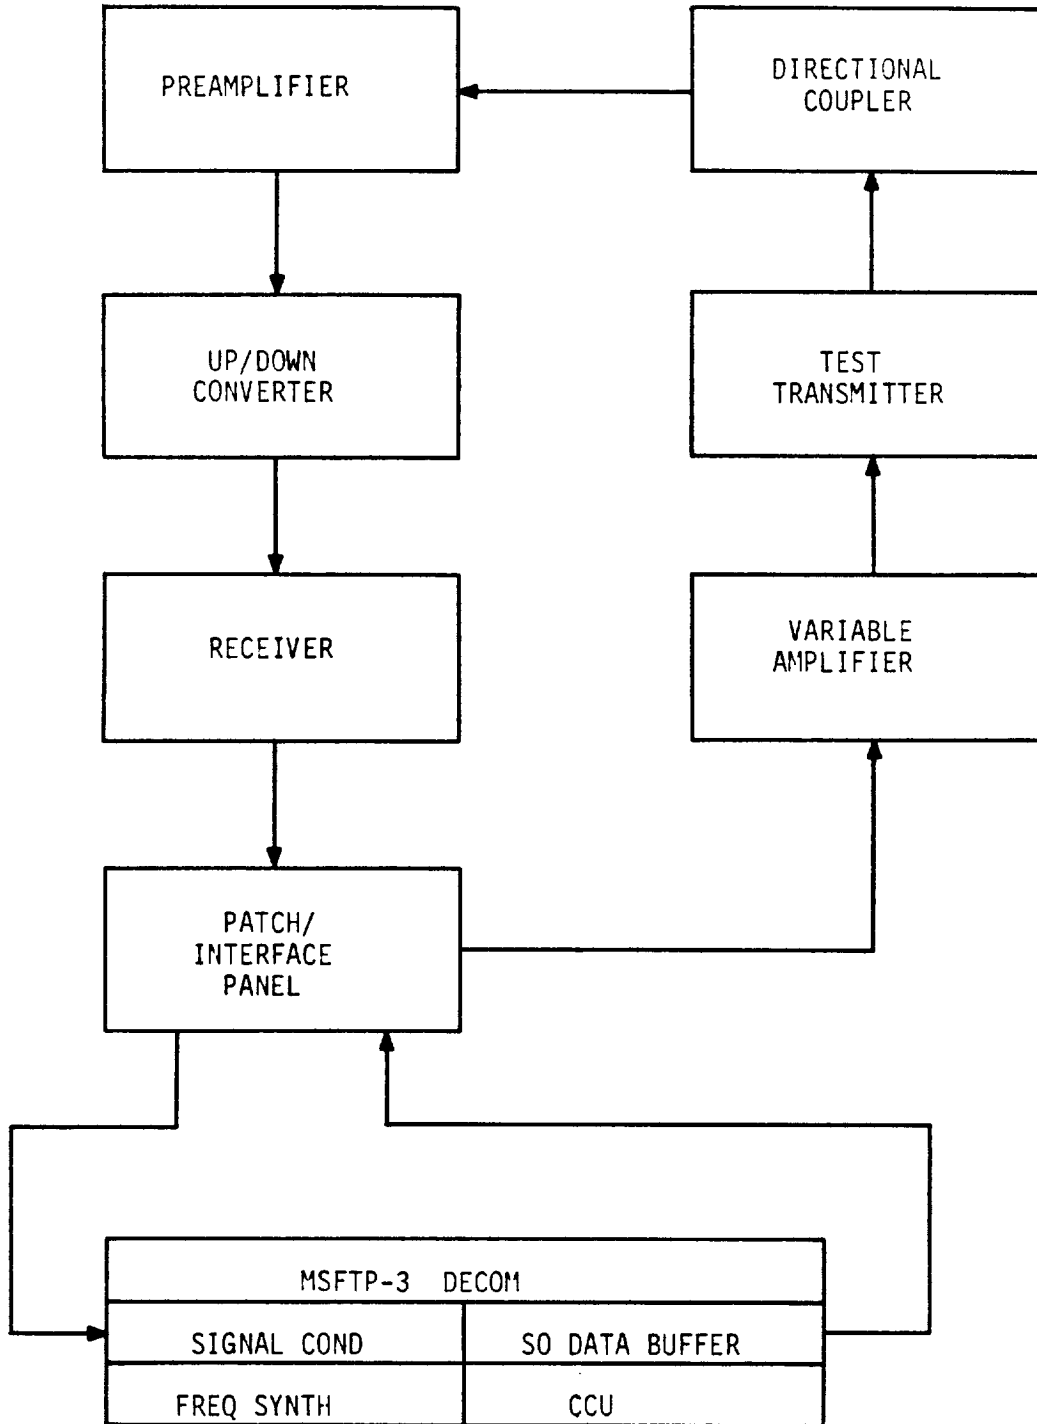 PREAMPLIFIER
DIRECTIONAL
COUPLER
UP/DOWN
CONVERTER
TEST
TRANSMITTER
RECEIVER
VARIABLE
AMPLIFIER
PATCH/
INTERFACE
PANEL
MSFTP-3 DECOM
SIGNAL COND
SO DATA BUFFER
FREQ SYNTH
CCU